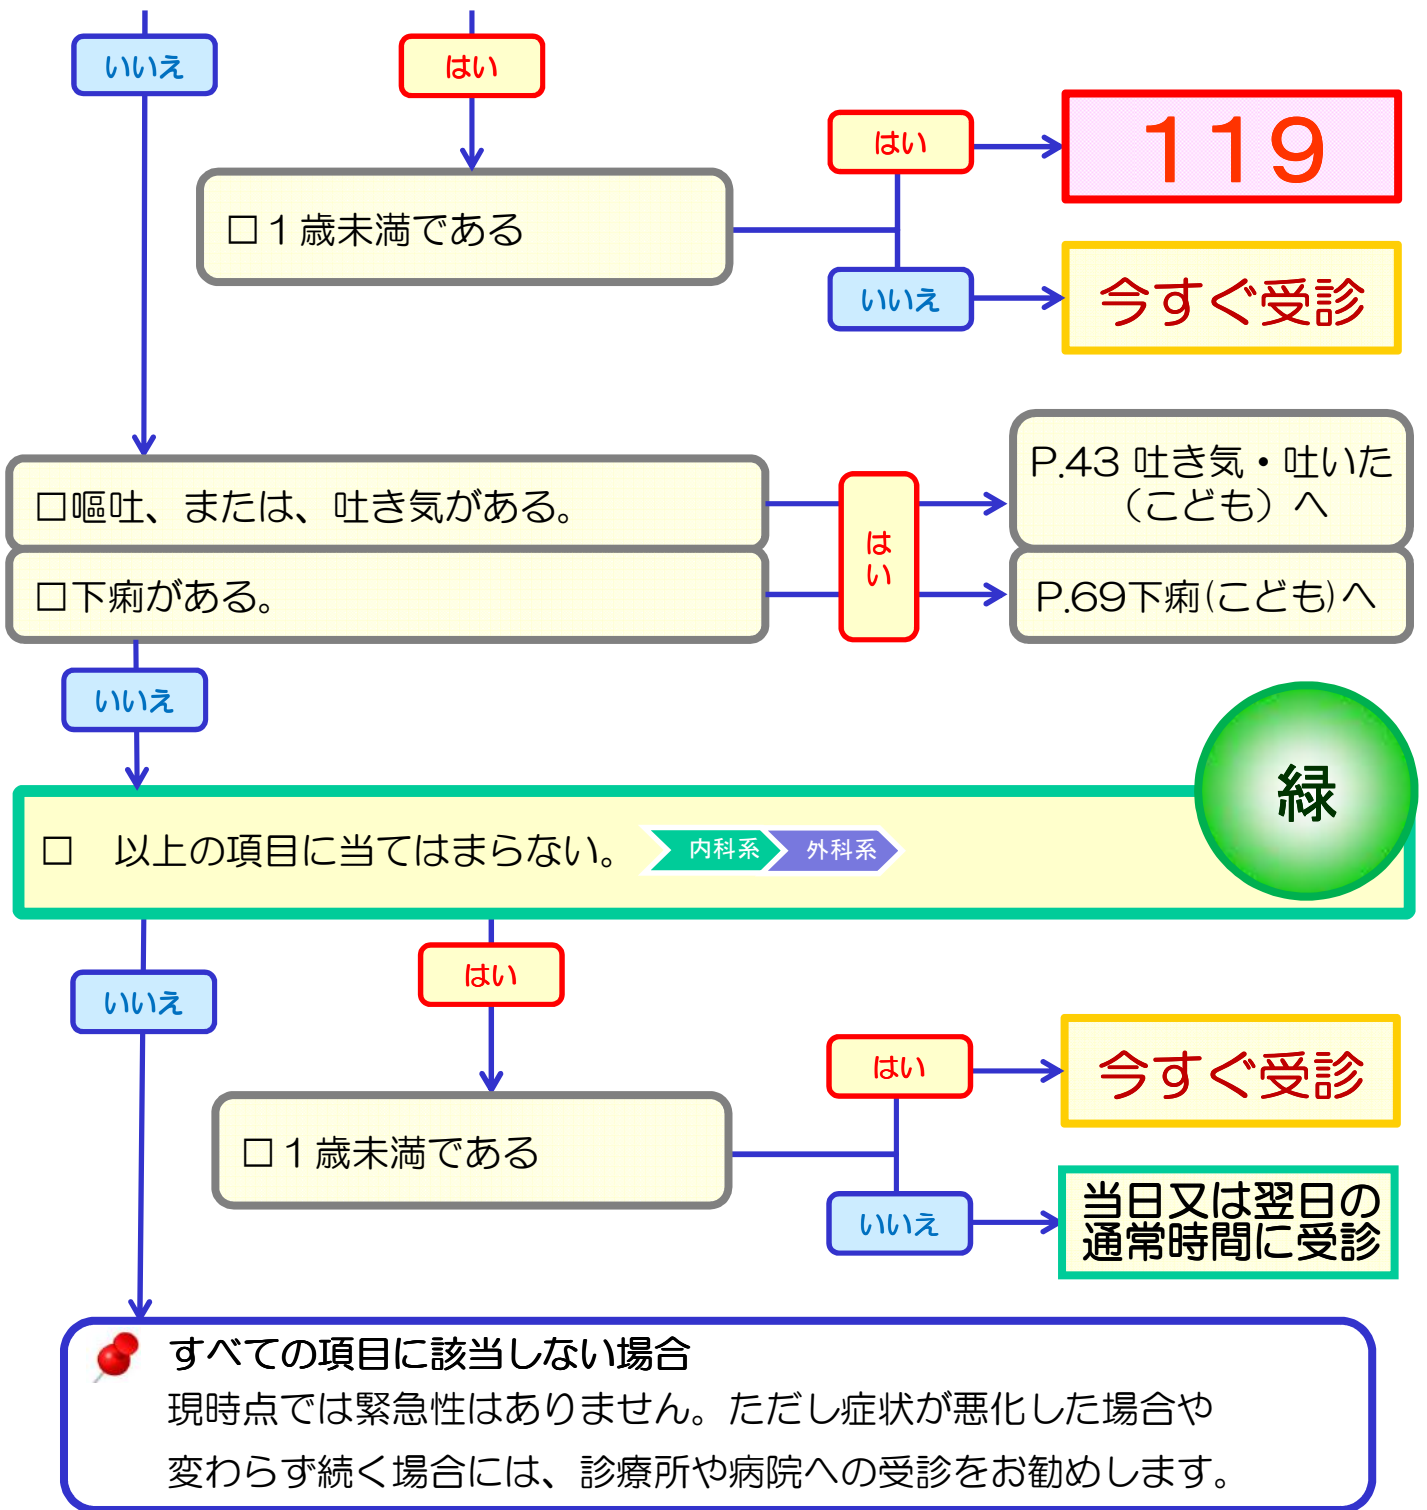 いいえ
はい
はい
119
□１歳未満である
いいえ
今すぐ受診
□嘔吐、または、吐き気がある。
はい
P.43 吐き気・吐いた
（こども）へ
□下痢がある。
P.69下痢(こども)へ
いいえ
緑
□　以上の項目に当てはまらない。
内科系
外科系
いいえ
はい
はい
今すぐ受診
□１歳未満である
いいえ
当日又は翌日の
通常時間に受診
すべての項目に該当しない場合
現時点では緊急性はありません。ただし症状が悪化した場合や
変わらず続く場合には、診療所や病院への受診をお勧めします。